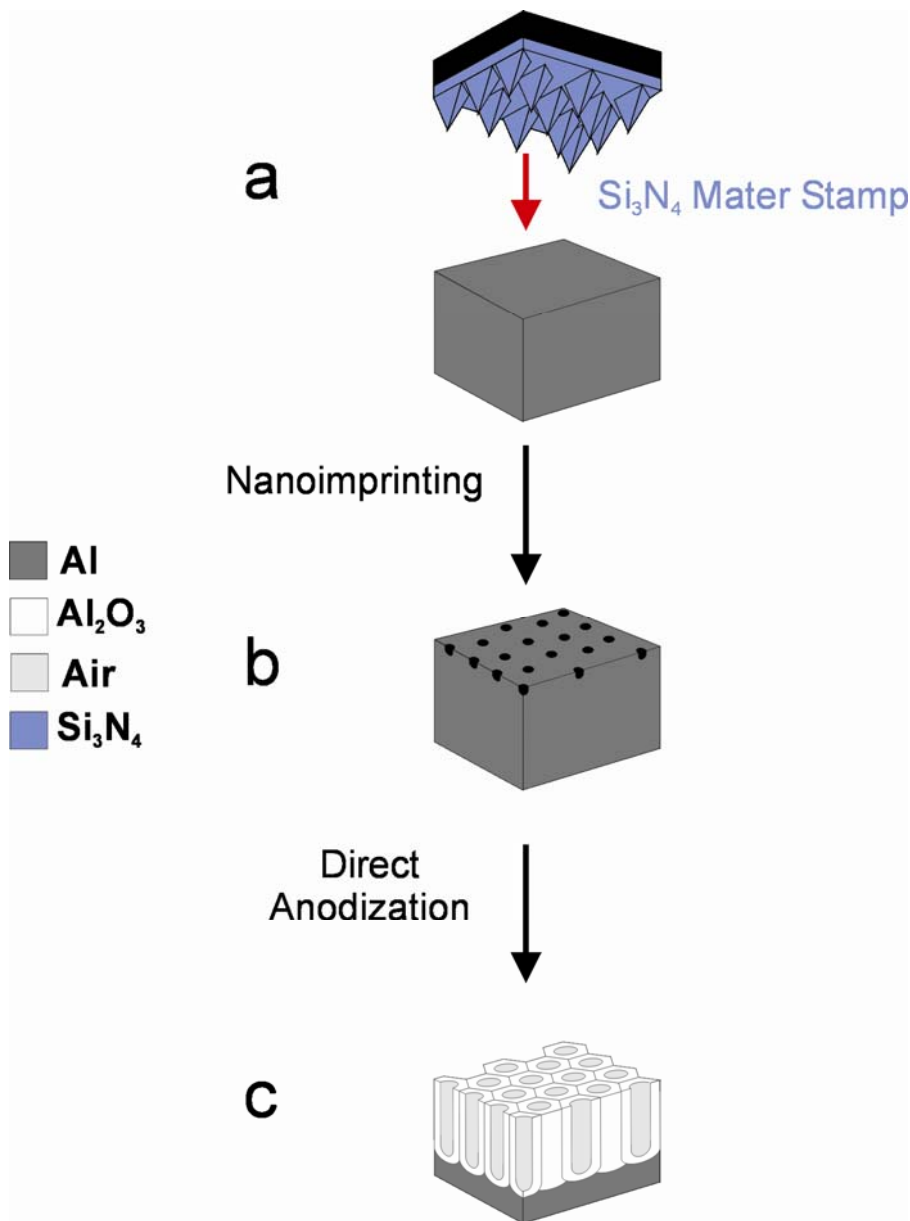 a
Si₃N₄ Mater Stamp
Nanoimprinting
Al
Al₂O₃
Air
Si₃N₄
b
Direct
Anodization
c